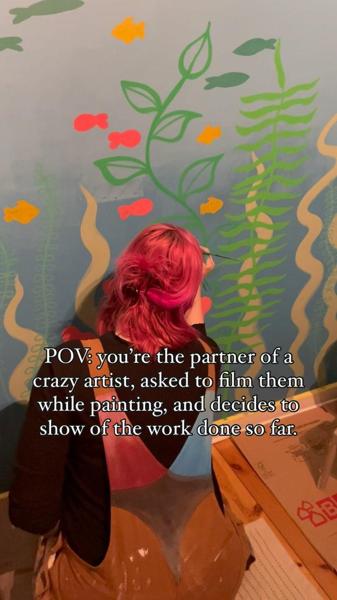 POV: you're the partner of a
crazy artist, asked to film them
while painting, and decides to
show of the work done so far.